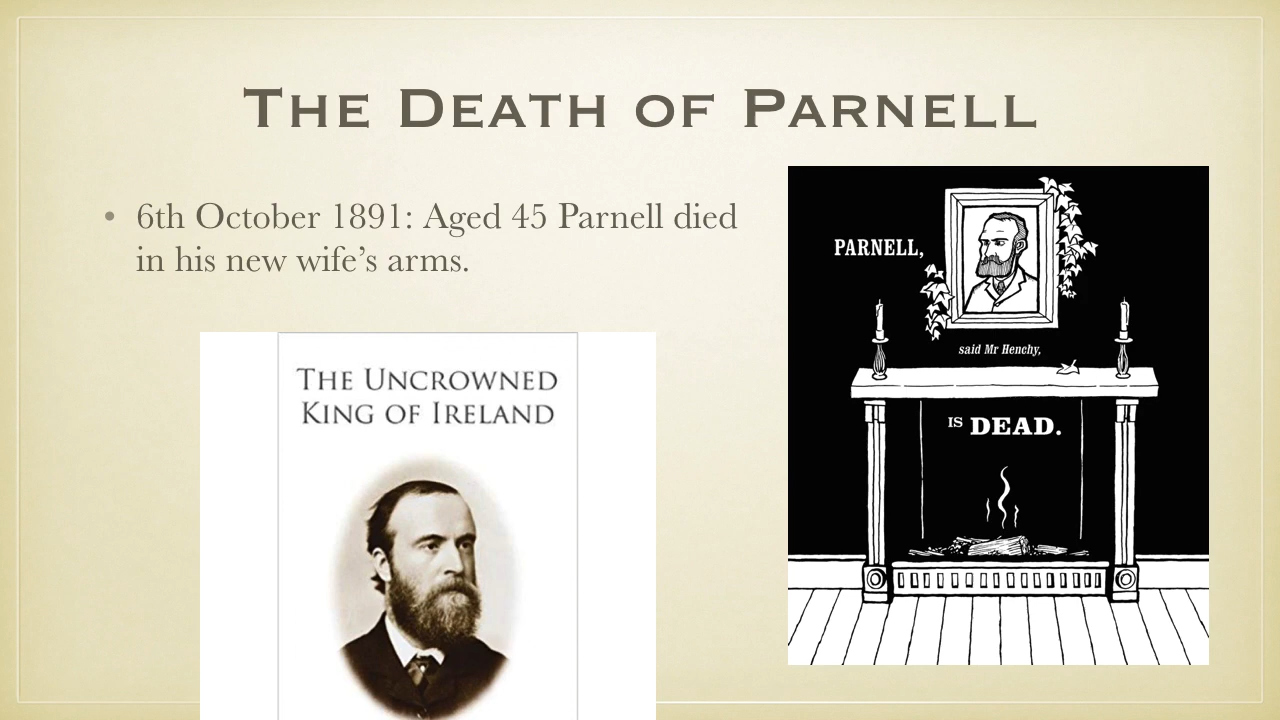 The Death of Parnell
• 6th October 1891: Aged 45 Parnell died
in his new wife’s arms.
The Uncrowned
King of Ireland
PARNELL,
said Mr Henchy,
IS DEAD.